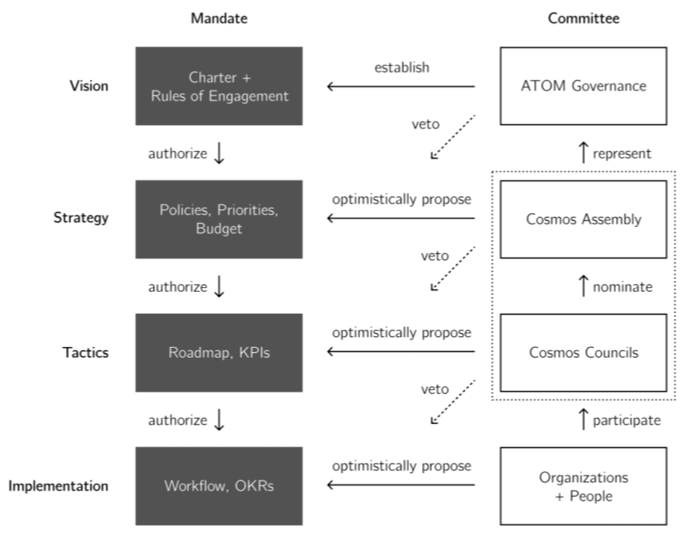 Mandate
Committee
Vision
Charter +
Rules of Engagement
establish
ATOM Governance
veto
authorize
represent
Strategy
Policies, Priorities,
Budget
optimistically propose
Cosmos Assembly
veto
authorize
nominate
Tactics
Roadmap, KPIs
optimistically propose
Cosmos Councils
veto
authorize
participate
Implementation
Workflow, OKRs
optimistically propose
Organizations
+ People